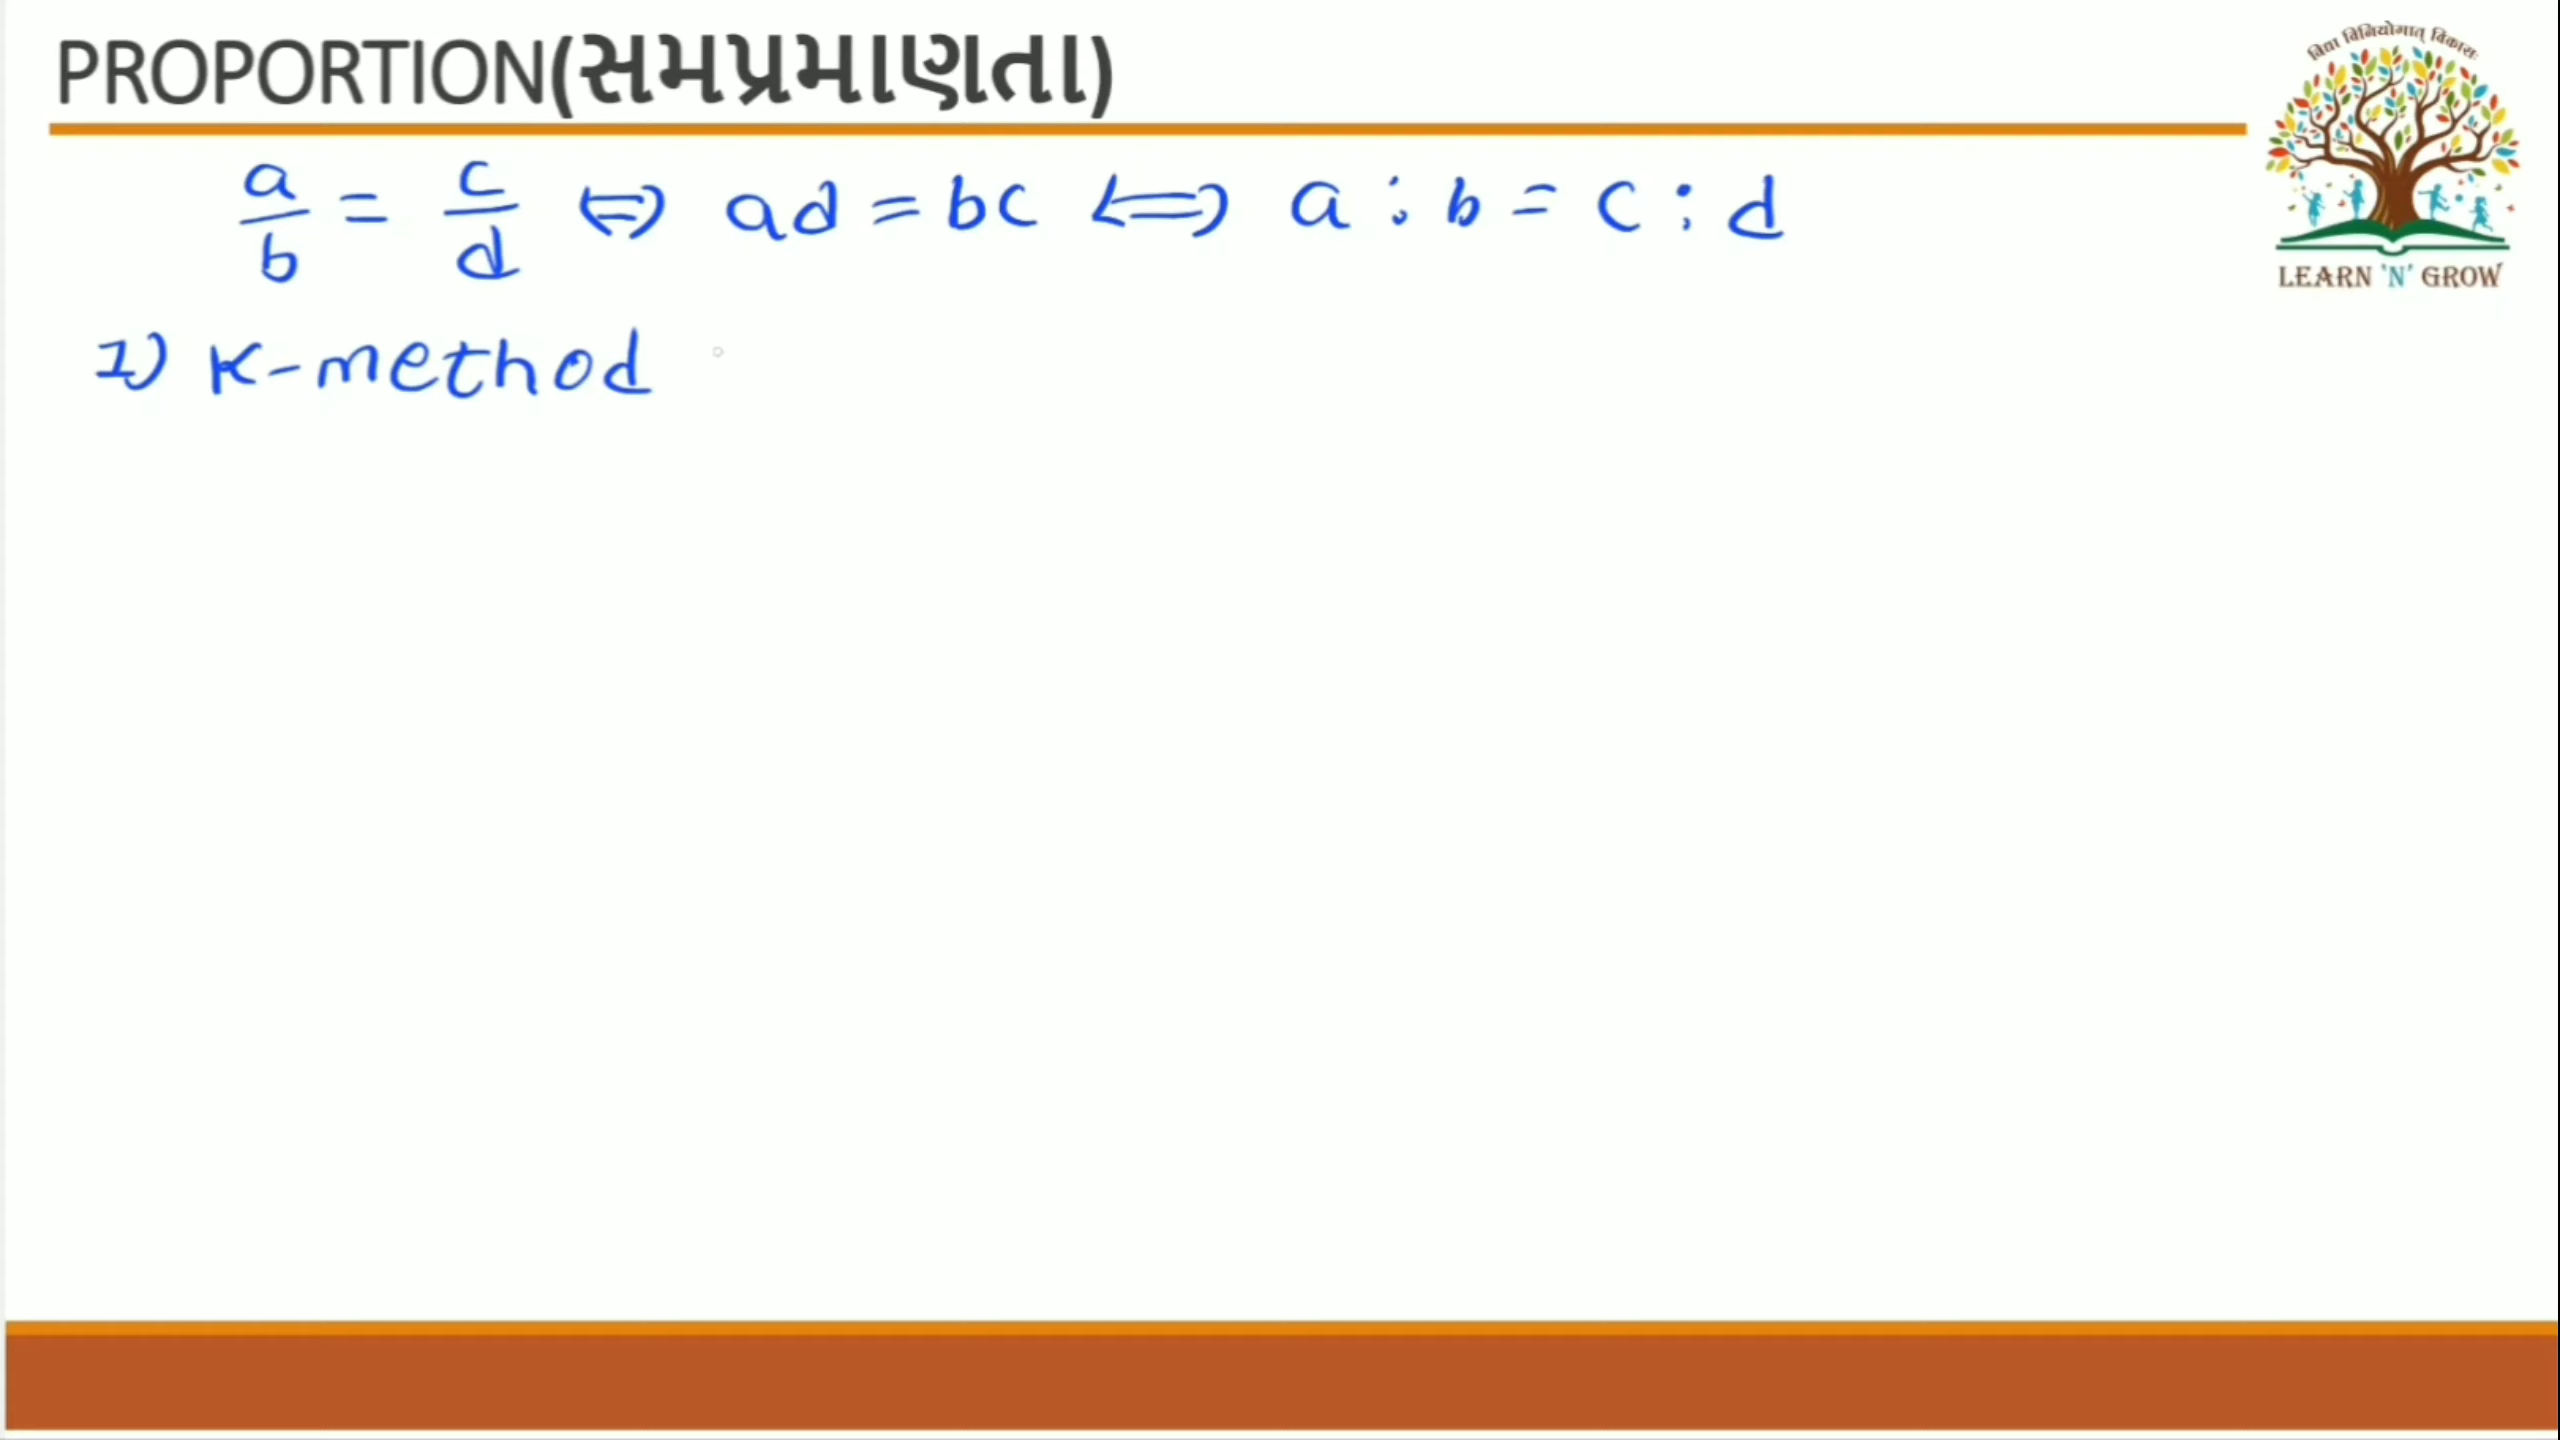 PROPORTION(સમપ્રમાણતા)
विद्या विनियोगात् विकासः
a/b = c/d ⇔ ad = bc ⇔ a : b = c : d
LEARN 'N' GROW
1) K-method